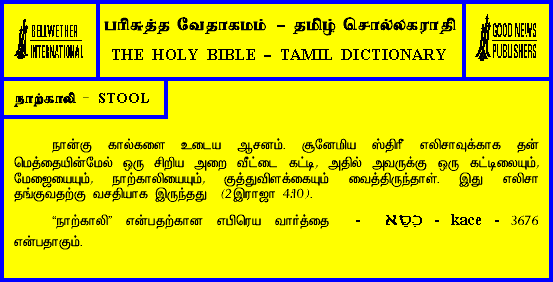 BELLWETHER
INTERNATIONAL
பரிசுத்த வேதாகமம் - தமிழ் சொல்லகராதி
THE HOLY BIBLE - TAMIL DICTIONARY
GOOD NEWS
PUBLISHERS
நாற்காலி - STOOL
நான்கு கால்களை உடைய ஆசனம். சூனேமிய ஸ்திரீ எலிசாவுக்காக தன்
மெத்தையின்மேல் ஒரு சிறிய அறை வீட்டை கட்டி, அதில் அவருக்கு ஒரு கட்டிலையும்,
மேஜையையும், நாற்காலியையும், குத்துவிளக்கையும் வைத்திருந்தாள். இது எலிசா
தங்குவதற்கு வசதியாக இருந்தது (2இராஜா 4:10).
“நாற்காலி” என்பதற்கான எபிரெய வார்த்தை - כִּסֵּא - kace - 3676
என்பதாகும்.